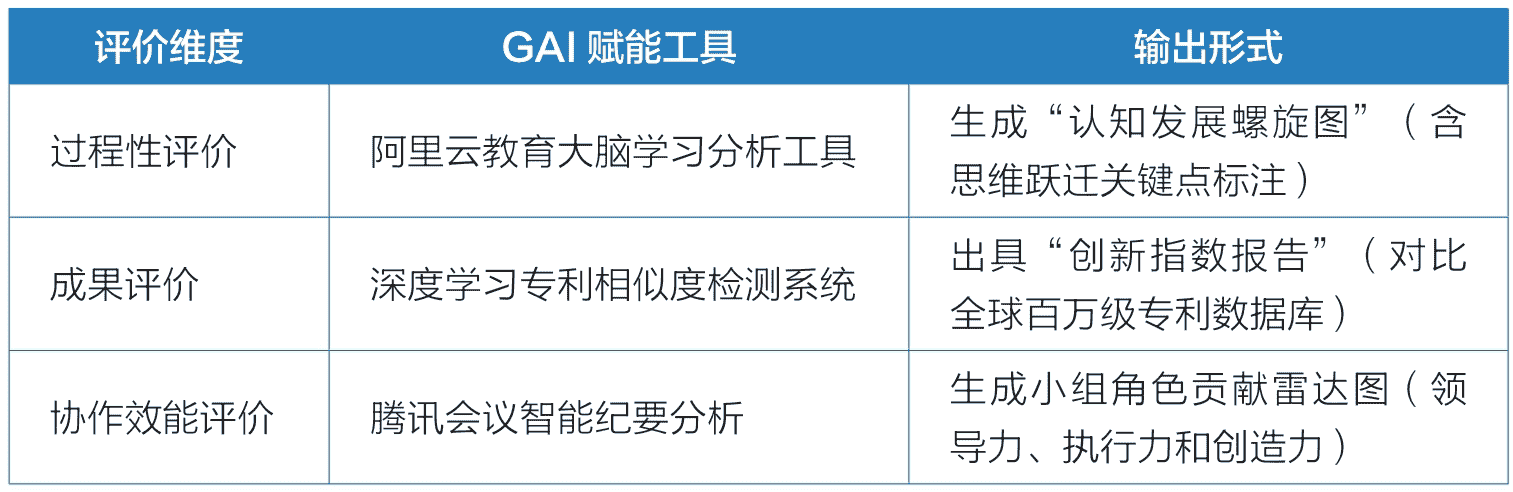 评价维度 GAI 赋能工具 输出形式
过程性评价 阿里云教育大脑学习分析工具 生成“认知发展螺旋图”（含
思维跃迁关键点标注）
成果评价 深度学习专利相似度检测系统 出具“创新指数报告”（对比
全球百万级专利数据库）
协作效能评价 腾讯会议智能纪要分析 生成小组角色贡献雷达图（领
导力、执行力和创造力）